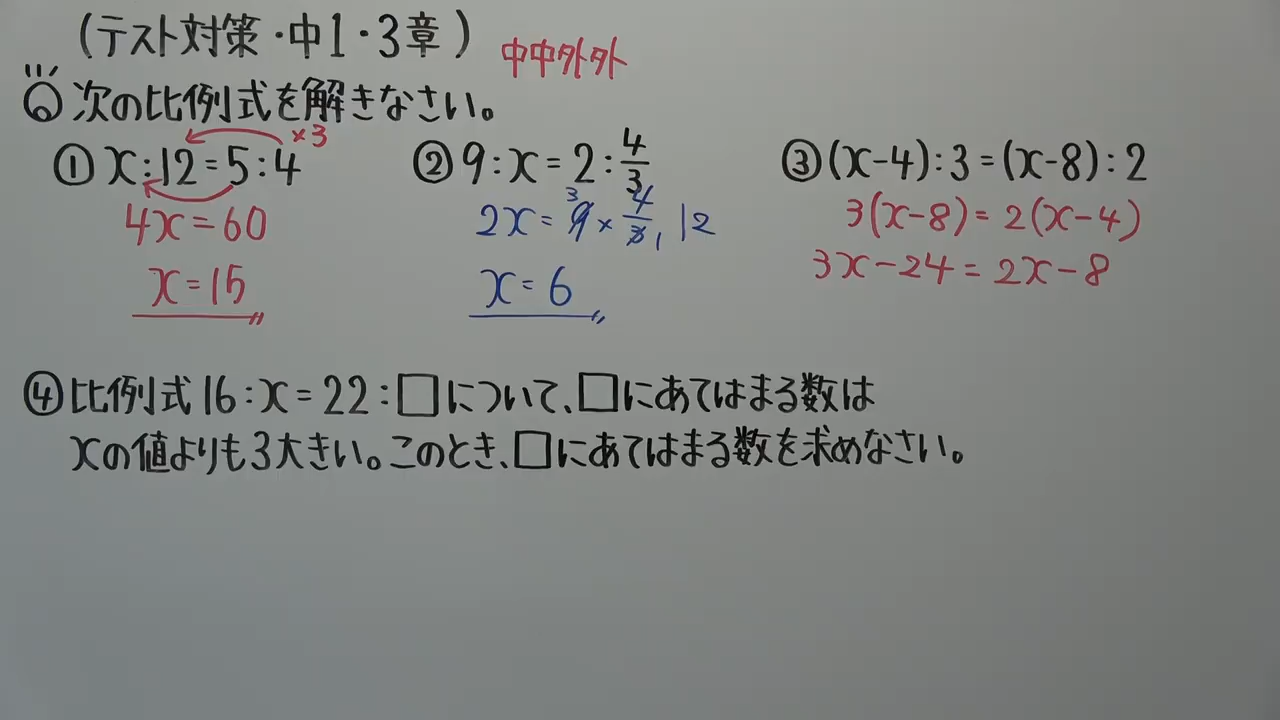 (テスト対策・中1・3章)
中中外外
Q 次の比例式を解きなさい。
① x:12=5:4
×3
4x=60
x=15
② 9:x=2:4/3
2x=9×4/3 12
3 1
x=6
③ (x-4):3=(x-8):2
3(x-8)=2(x-4)
3x-24=2x-8
④ 比例式16:x=22:□について、□にあてはまる数は
xの値よりも3大きい。このとき、□にあてはまる数を求めなさい。